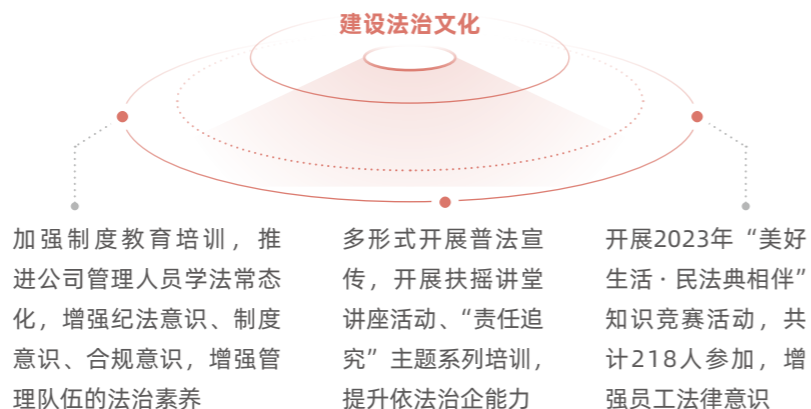 建设法治文化
加强制度教育培训，推
进公司管理人员学法常态
化，增强纪法意识、制度
意识、合规意识，增强管
理队伍的法治素养
多形式开展普法宣
传，开展扶摇讲堂
讲座活动、“责任追
究”主题系列培训，
提升依法治企能力
开展2023年“美好
生活·民法典相伴”
知识竞赛活动，共
计218人参加，增
强员工法律意识